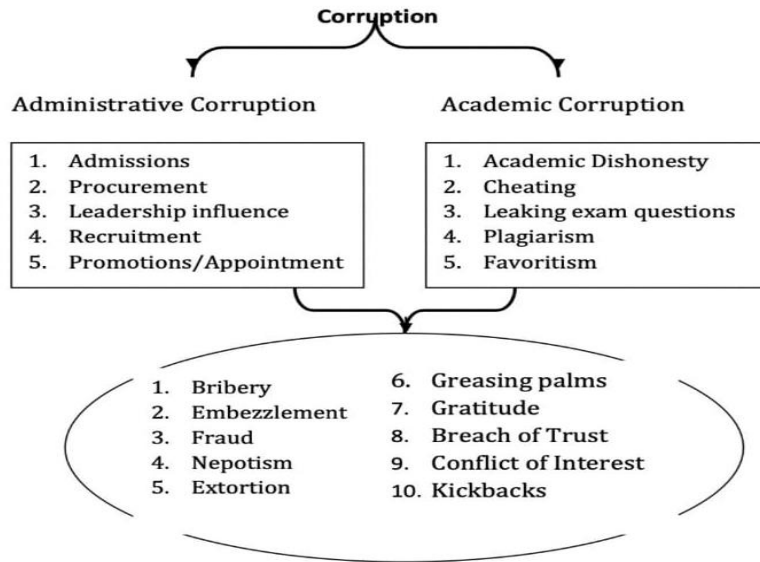 Corruption
Administrative Corruption
1. Admissions
2. Procurement
3. Leadership influence
4. Recruitment
5. Promotions/Appointment
Academic Corruption
1. Academic Dishonesty
2. Cheating
3. Leaking exam questions
4. Plagiarism
5. Favoritism
1. Bribery
2. Embezzlement
3. Fraud
4. Nepotism
5. Extortion
6. Greasing palms
7. Gratitude
8. Breach of Trust
9. Conflict of Interest
10. Kickbacks